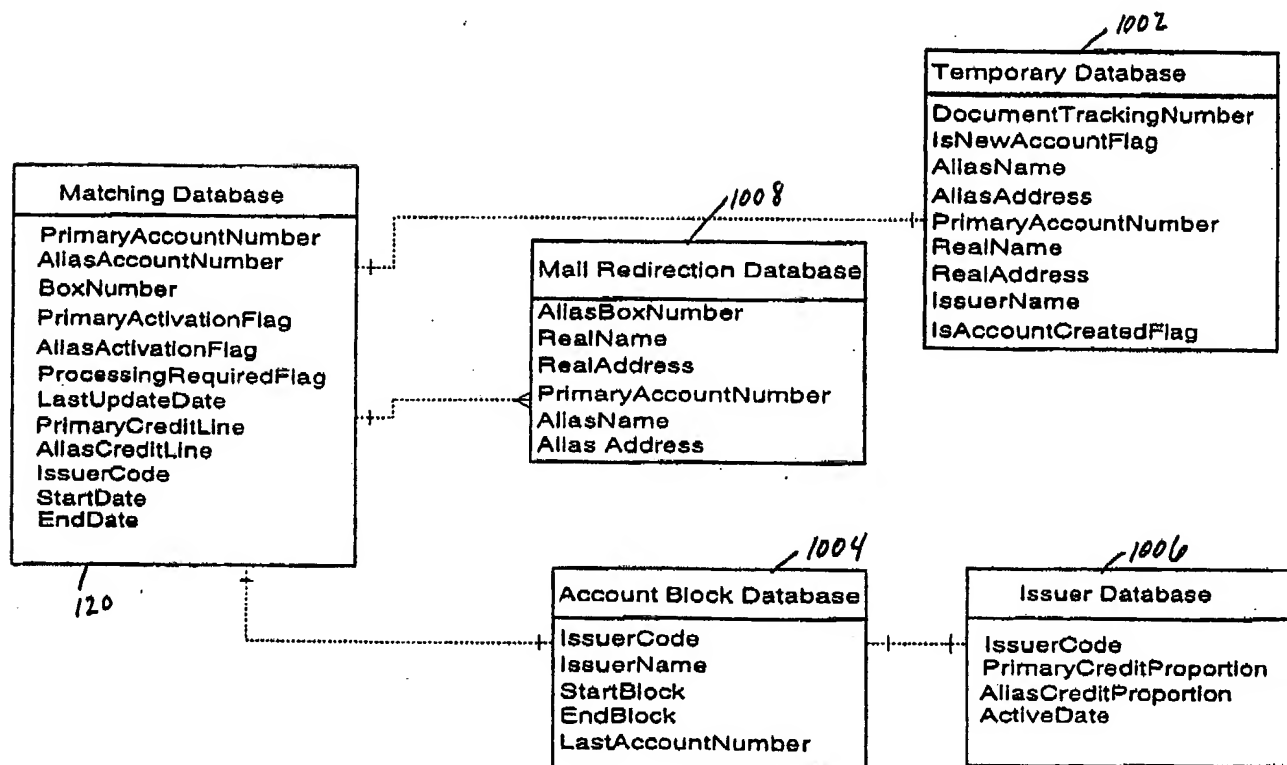 1002
Temporary Database
DocumentTrackingNumber
IsNewAccountFlag
AliasName
AliasAddress
PrimaryAccountNumber
RealName
RealAddress
IssuerName
IsAccountCreatedFlag
Matching Database
PrimaryAccountNumber
AliasAccountNumber
BoxNumber
PrimaryActivationFlag
AliasActivationFlag
ProcessingRequiredFlag
LastUpdateDate
PrimaryCreditLine
AliasCreditLine
IssuerCode
StartDate
EndDate
120
1008
Mail Redirection Database
AliasBoxNumber
RealName
RealAddress
PrimaryAccountNumber
AliasName
Alias Address
1004
Account Block Database
IssuerCode
IssuerName
StartBlock
EndBlock
LastAccountNumber
1006
Issuer Database
IssuerCode
PrimaryCreditProportion
AliasCreditProportion
ActiveDate